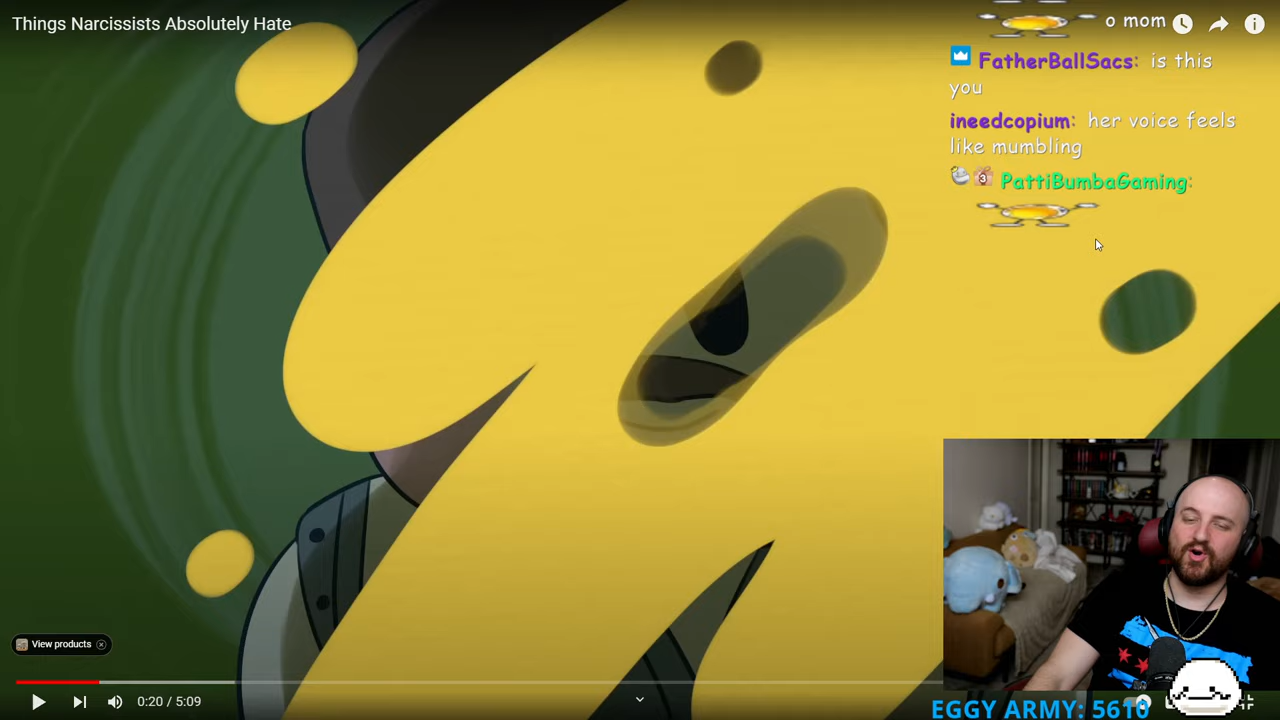 Things Narcissists Absolutely Hate
o mom
FatherBallSacs: is this
you
ineedcopium: her voice feels
like mumbling
3 PattiBumbaGaming:
View products
0:20 / 5:09
EGGY ARMY: 5610